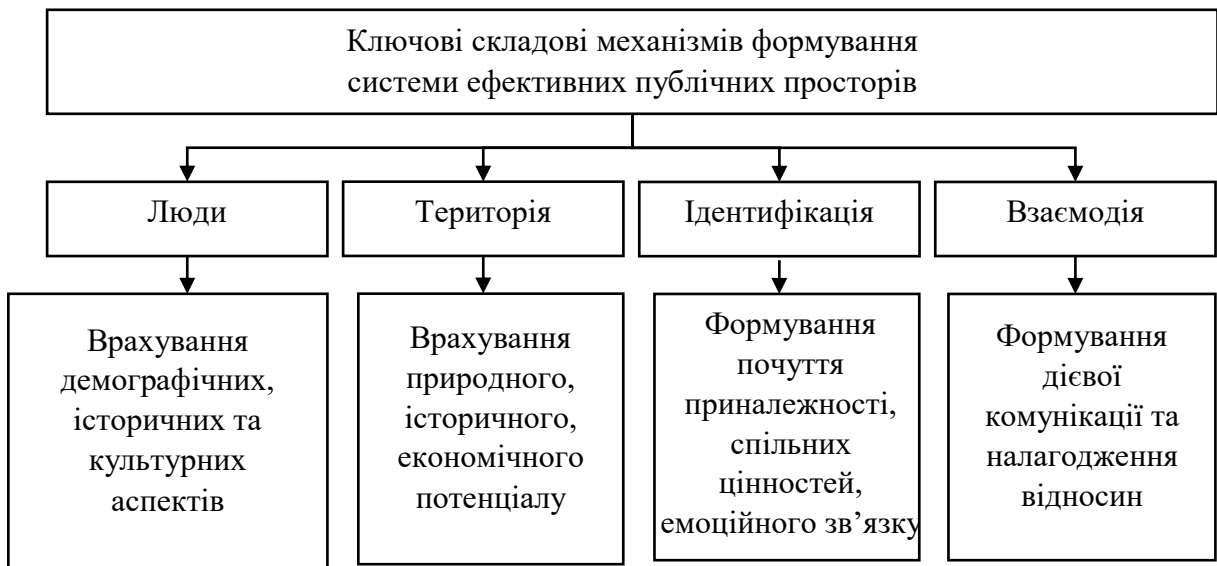 Ключові складові механізмів формування
системи ефективних публічних просторів
Люди
Територія
Ідентифікація
Взаємодія
Врахування
демографічних,
історичних та
культурних
аспектів
Врахування
природного,
історичного,
економічного
потенціалу
Формування
почуття
приналежності,
спільних
цінностей,
емоційного зв’язку
Формування
дієвої
комунікації та
налагодження
відносин